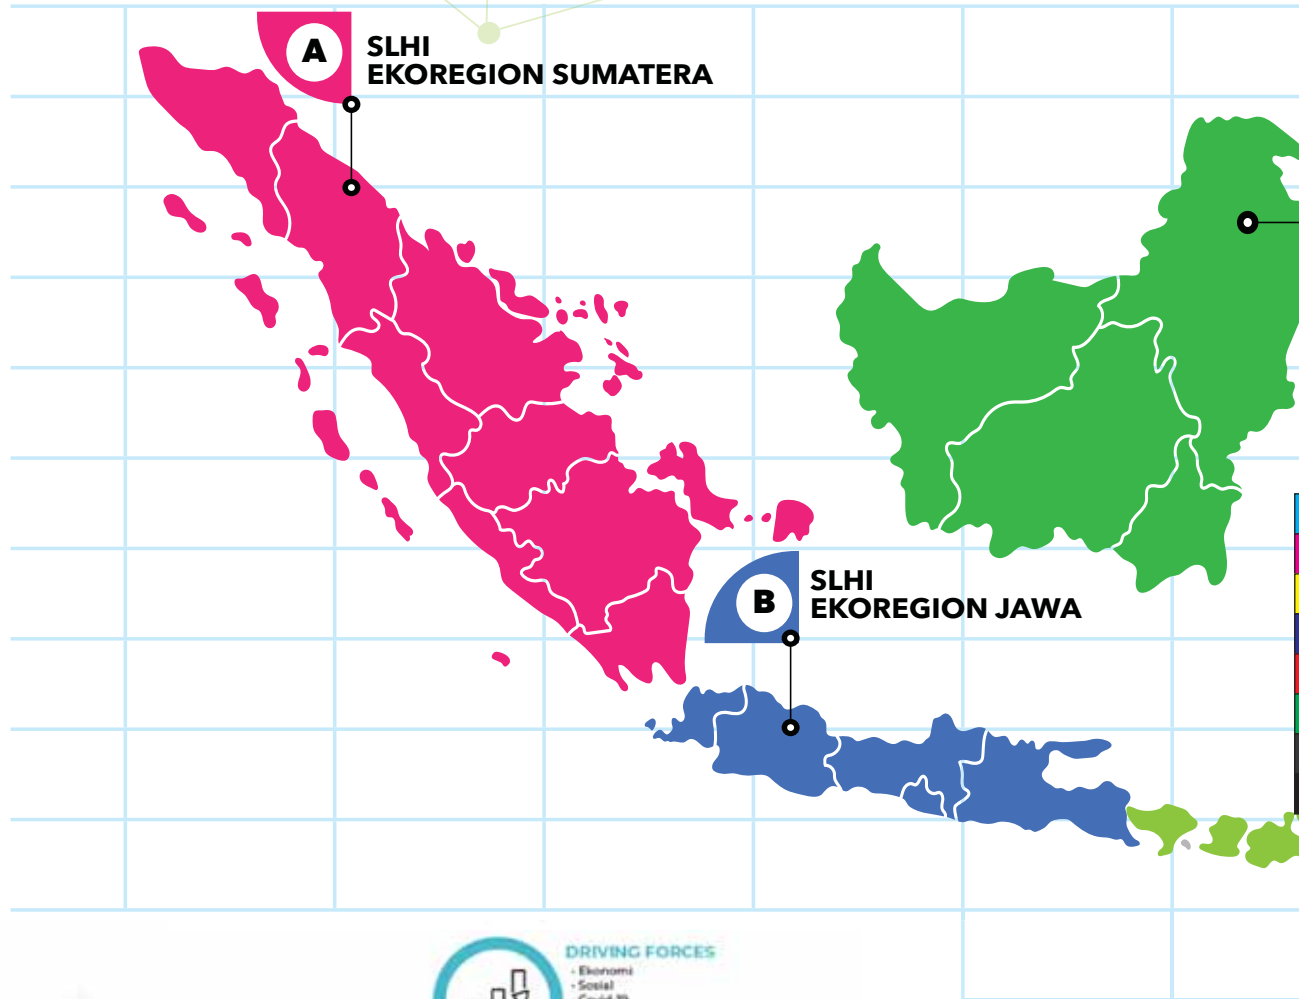 A
SLHI
EKOREGION SUMATERA
B
SLHI
EKOREGION JAWA
DRIVING FORCES
- Ekonomi
- Sosial